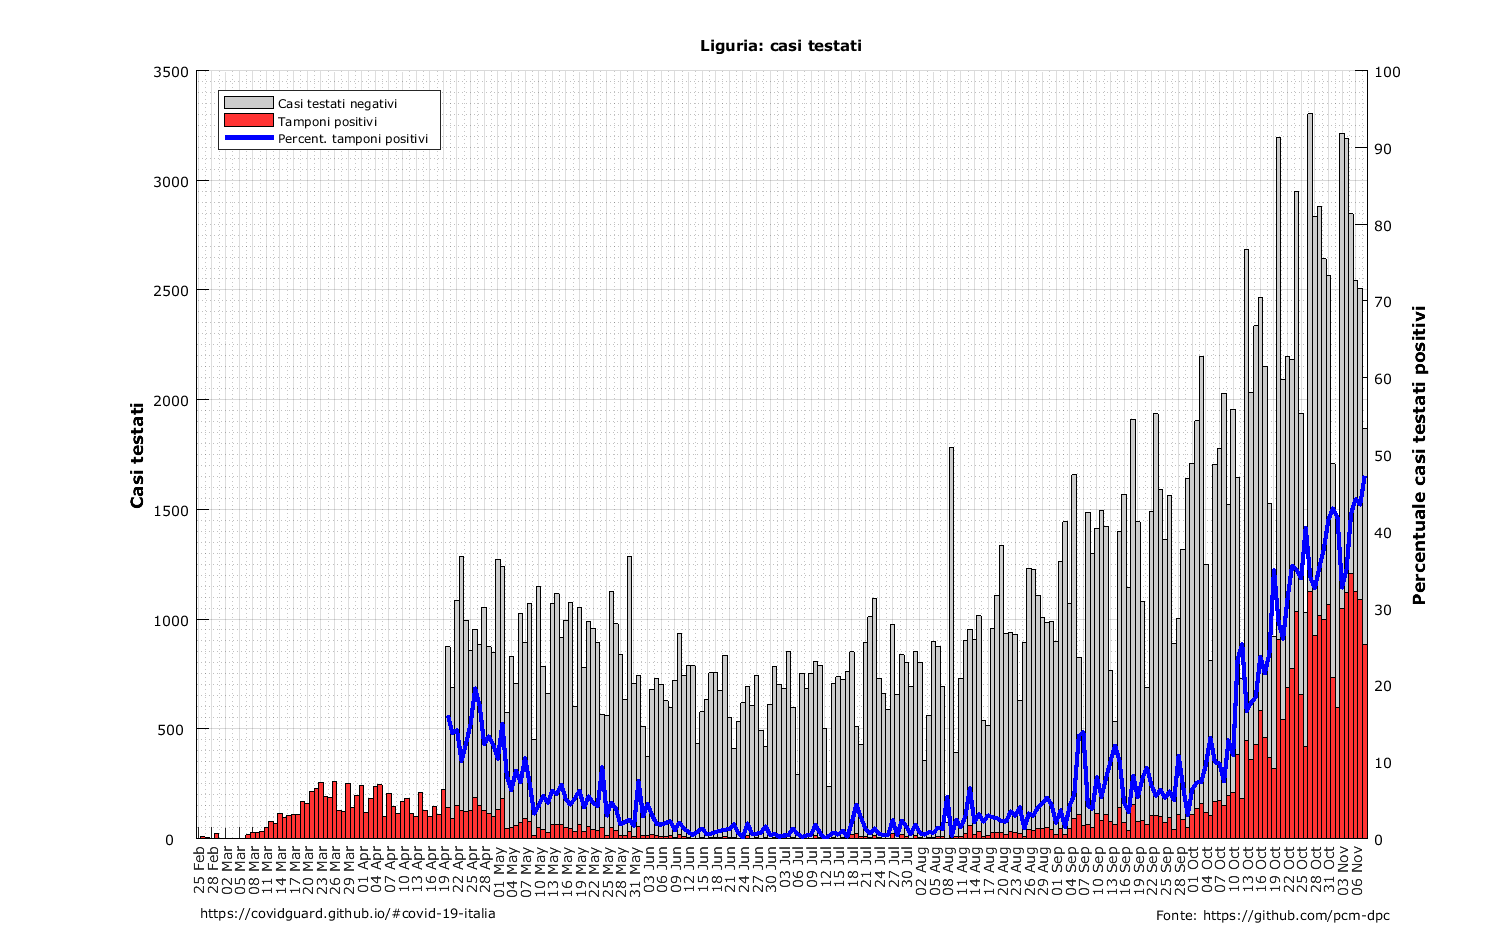 Liguria: casi testati
Casi testati negativi
Tamponi positivi
Percent. tamponi positivi
Casi testati
3500
3000
2500
2000
1500
1000
500
0
Percentuale casi testati positivi
100
90
80
70
60
50
40
30
20
10
0
25 Feb
28 Feb
02 Mar
05 Mar
08 Mar
11 Mar
14 Mar
17 Mar
20 Mar
23 Mar
26 Mar
29 Mar
01 Apr
04 Apr
07 Apr
10 Apr
13 Apr
16 Apr
19 Apr
22 Apr
25 Apr
28 Apr
01 May
04 May
07 May
10 May
13 May
16 May
19 May
22 May
25 May
28 May
31 May
03 Jun
06 Jun
09 Jun
12 Jun
15 Jun
18 Jun
21 Jun
24 Jun
27 Jun
30 Jun
03 Jul
06 Jul
09 Jul
12 Jul
15 Jul
18 Jul
21 Jul
24 Jul
27 Jul
30 Jul
02 Aug
05 Aug
08 Aug
11 Aug
14 Aug
17 Aug
20 Aug
23 Aug
26 Aug
29 Aug
01 Sep
04 Sep
07 Sep
10 Sep
13 Sep
16 Sep
19 Sep
22 Sep
25 Sep
28 Sep
01 Oct
04 Oct
07 Oct
10 Oct
13 Oct
16 Oct
19 Oct
22 Oct
25 Oct
28 Oct
31 Oct
03 Nov
06 Nov
https://covidguard.github.io/#covid-19-italia
Fonte: https://github.com/pcm-dpc